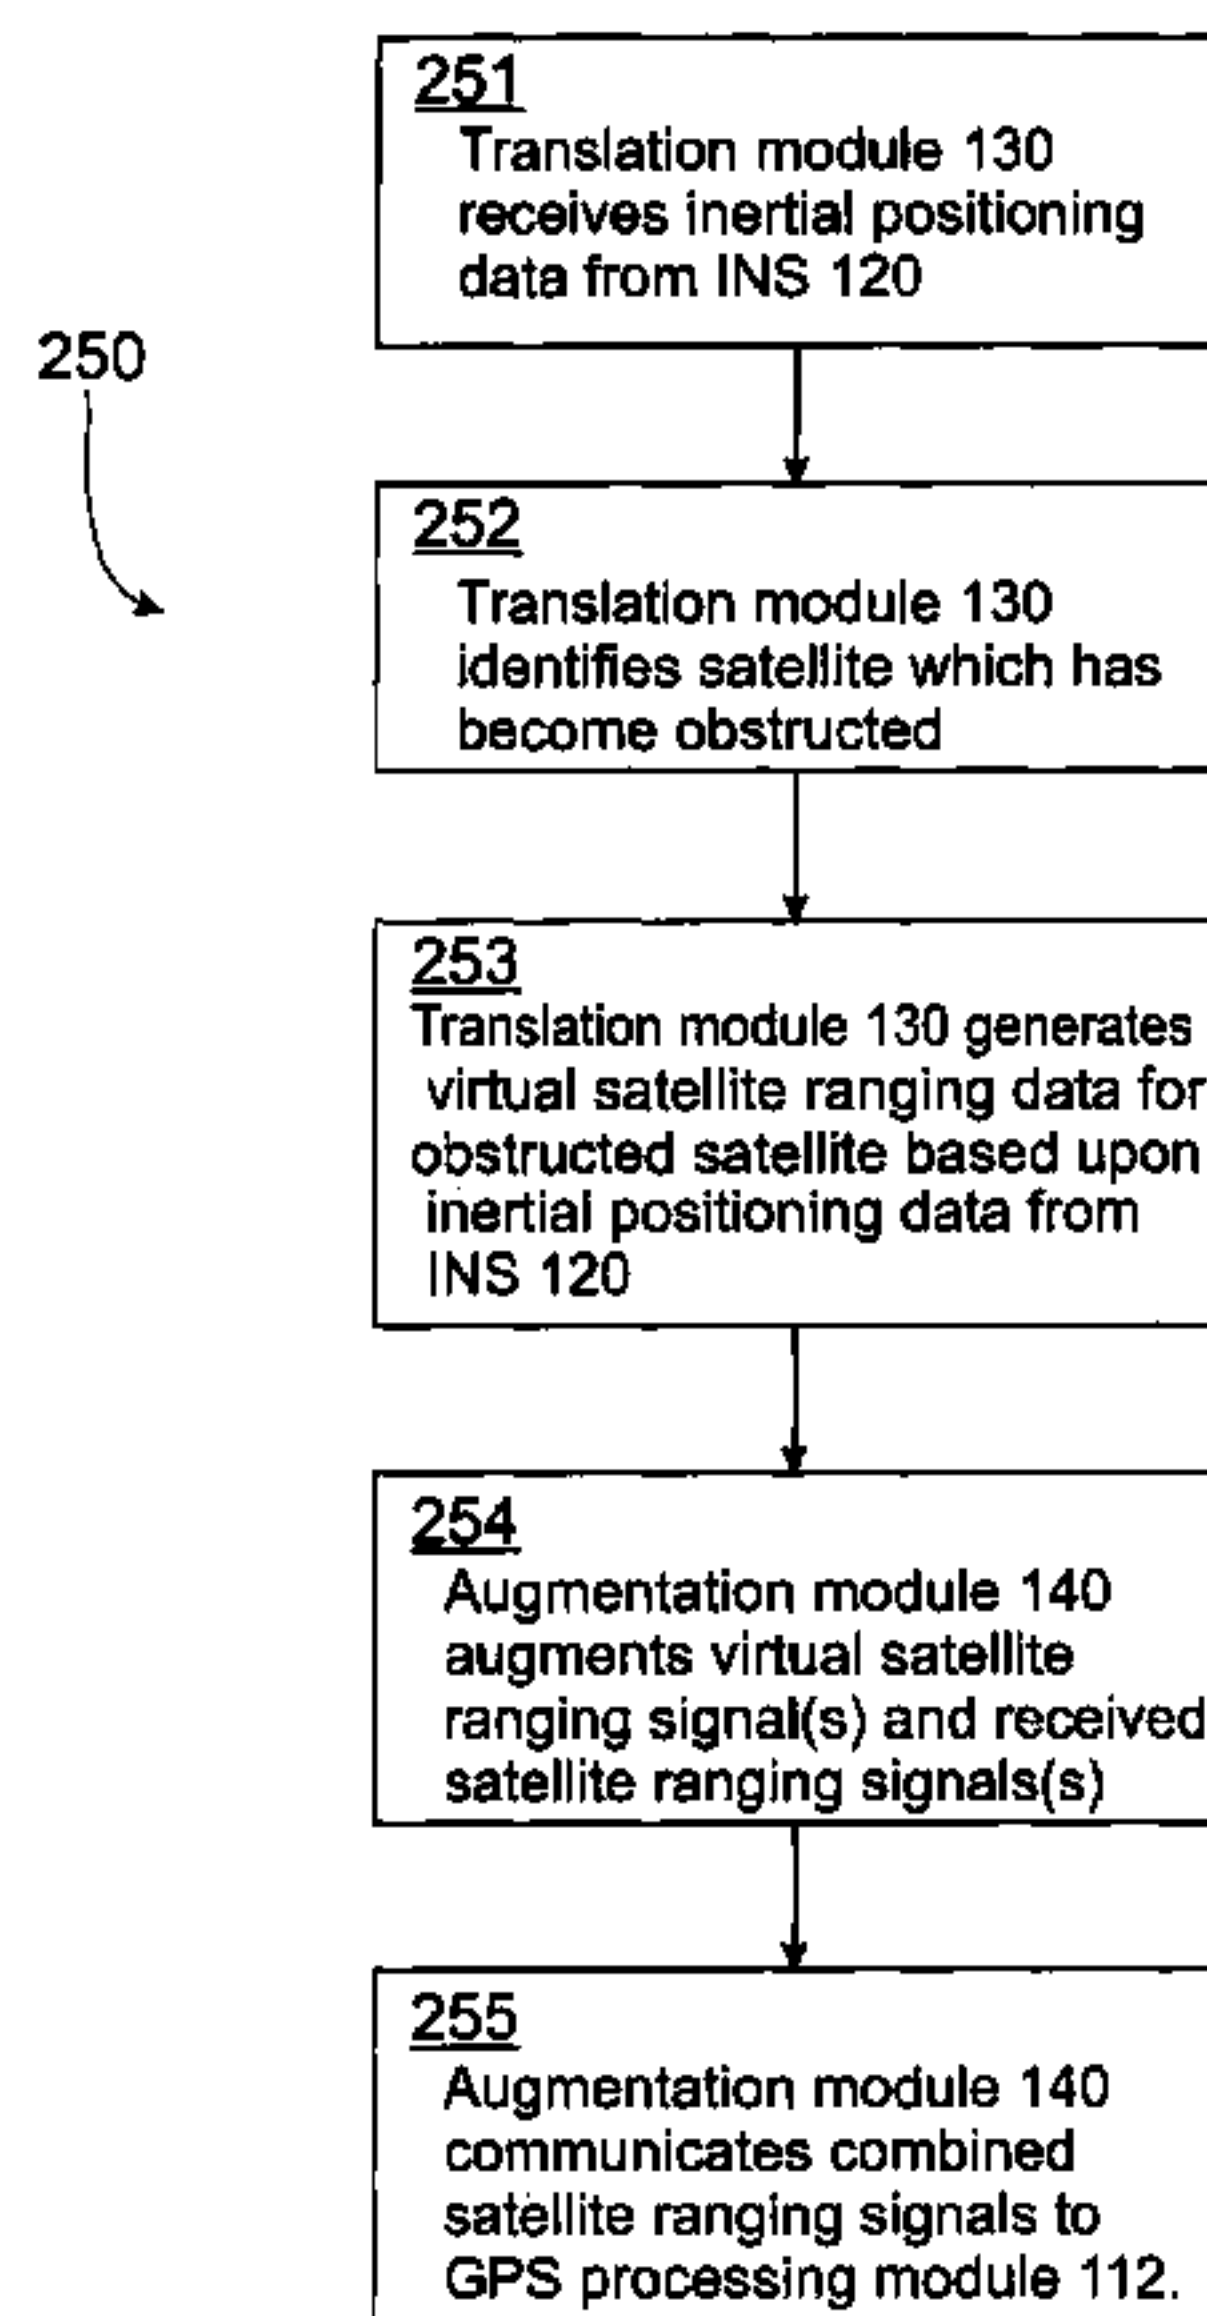 251
Translation module 130
receives inertial positioning
data from INS 120
250
252
Translation module 130
identifies satellite which has
become obstructed
253
Translation module 130 generates
virtual satellite ranging data for
obstructed satellite based upon
inertial positioning data from
INS 120
254
Augmentation module 140
augments virtual satellite
ranging signal(s) and received
satellite ranging signals(s)
255
Augmentation module 140
communicates combined
satellite ranging signals to
GPS processing module 112.